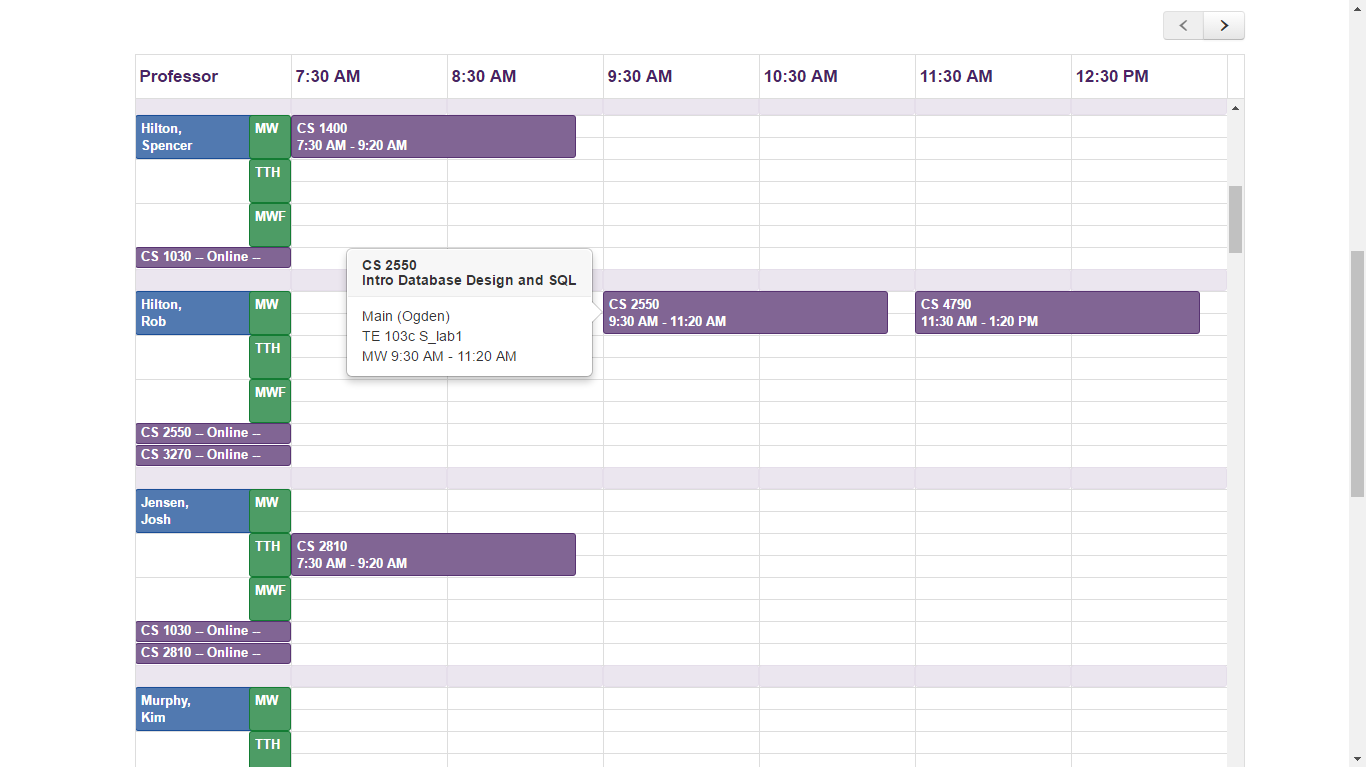 Professor 7:30 AM 8:30 AM 9:30 AM 10:30 AM 11:30 AM 12:30 PM
Hilton,
Spencer
MW
CS 1400
7:30 AM - 9:20 AM
TTH
MWF
CS 1030 -- Online --
CS 2550
Intro Database Design and SQL
Main (Ogden)
TE 103c S_lab1
MW 9:30 AM - 11:20 AM
Hilton,
Rob
MW
CS 2550
9:30 AM - 11:20 AM
CS 4790
11:30 AM - 1:20 PM
TTH
MWF
CS 2550 -- Online --
CS 3270 -- Online --
Jensen,
Josh
MW
TTH
CS 2810
7:30 AM - 9:20 AM
MWF
CS 1030 -- Online --
CS 2810 -- Online --
Murphy,
Kim
MW
TTH